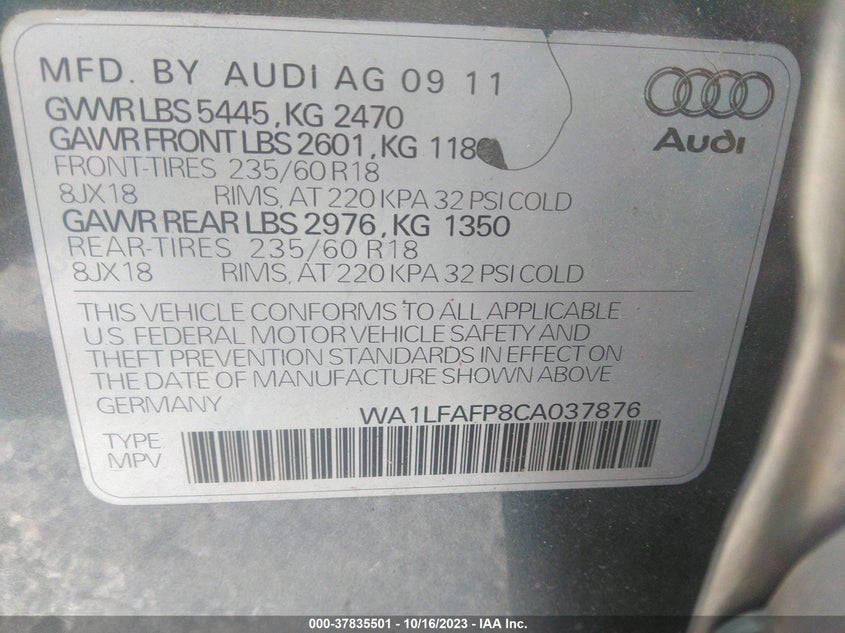 MFD. BY AUDI AG 09 11
GVWR LBS 5445, KG 2470
GAWR FRONT LBS 2601, KG 118
FRONT-TIRES 235/60 R18
8JX18 RIMS, AT 220 KPA 32 PSI COLD
GAWR REAR LBS 2976, KG 1350
REAR-TIRES 235/60 R18
8JX18 RIMS, AT 220 KPA 32 PSI COLD
Audi
THIS VEHICLE CONFORMS TO ALL APPLICABLE
U.S. FEDERAL MOTOR VEHICLE SAFETY AND
THEFT PREVENTION STANDARDS IN EFFECT ON
THE DATE OF MANUFACTURE SHOWN ABOVE.
GERMANY WA1LFAFP8CA037876
TYPE
MPV
000-37835501 - 10/16/2023 - IAA Inc.